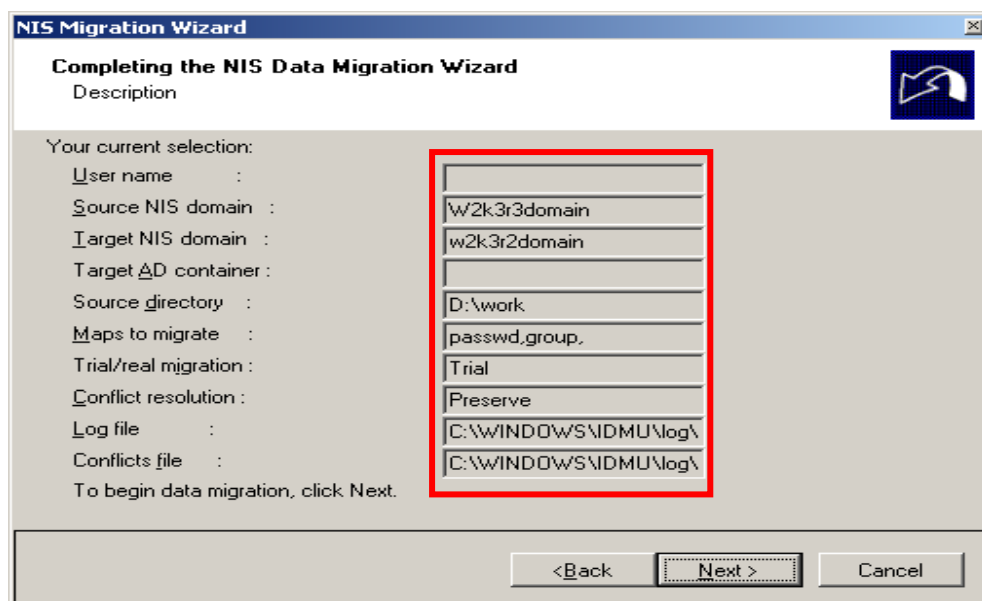 NIS Migration Wizard
Completing the NIS Data Migration Wizard
Description
Your current selection:
User name :
Source NIS domain : W2k3r3domain
Target NIS domain : w2k3r2domain
Target AD container :
Source directory : D:\work
Maps to migrate : passwd,group,
Trial/real migration : Trial
Conflict resolution : Preserve
Log file : C:\WINDOWS\IDMU\log\
Conflicts file : C:\WINDOWS\IDMU\log\
To begin data migration, click Next.
<Back Next > Cancel